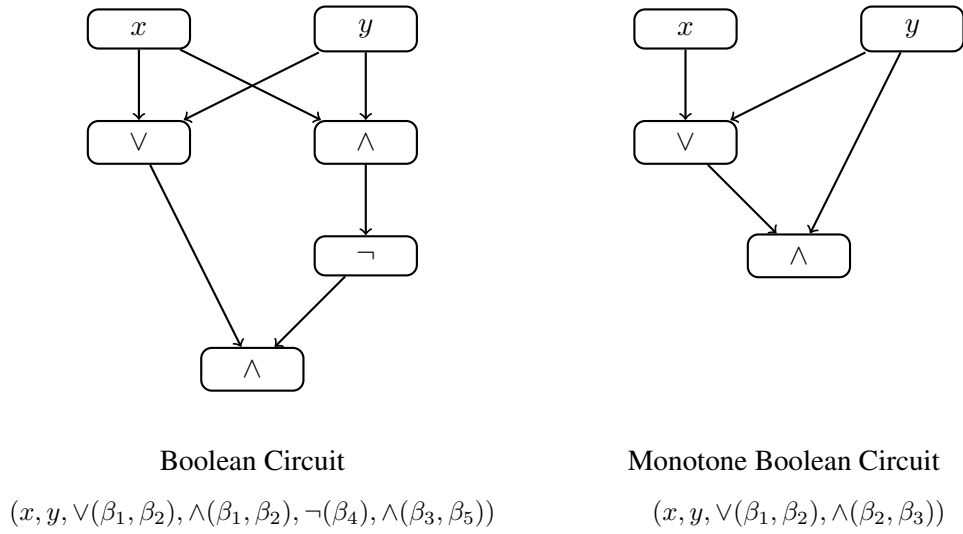 x y x y
∨ ∧ ∨
¬ ∧
∧
Boolean Circuit Monotone Boolean Circuit
(x, y, ∨(β₁, β₂), ∧(β₁, β₂), ¬(β₄), ∧(β₃, β₅)) (x, y, ∨(β₁, β₂), ∧(β₂, β₃))